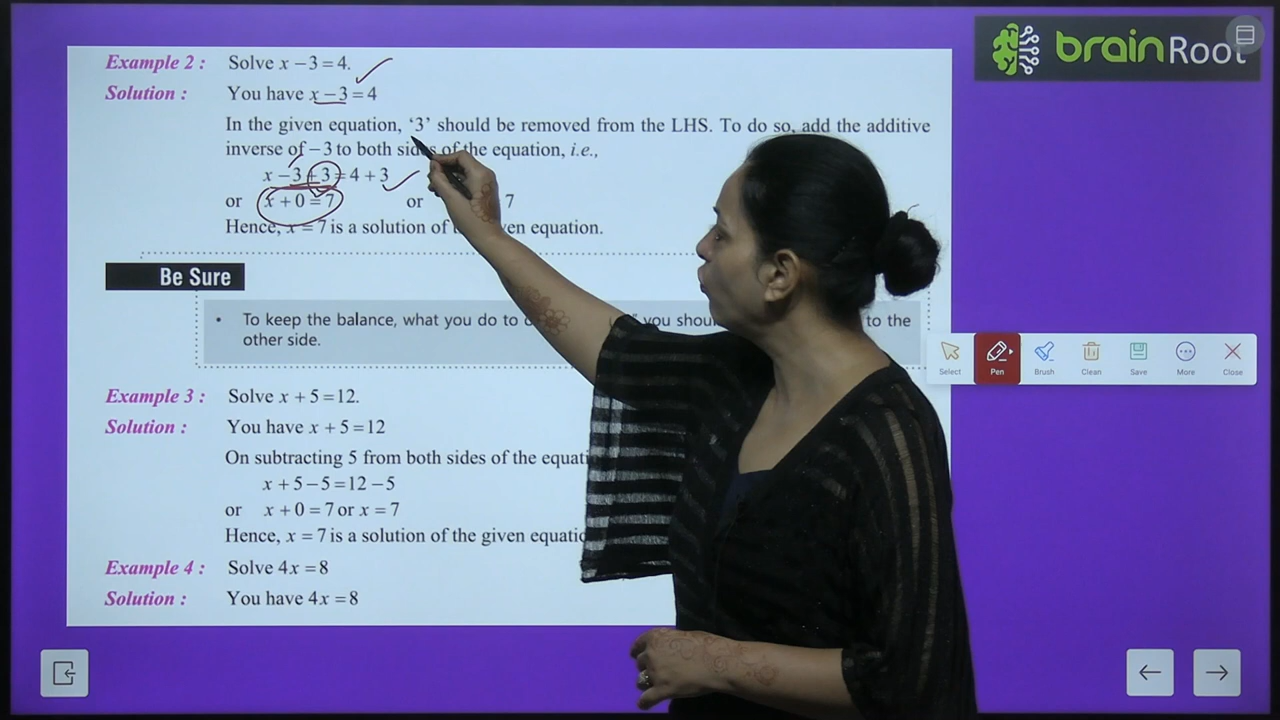 brainRoot
Example 2 : Solve x − 3 = 4.
Solution : You have x − 3 = 4
In the given equation, ‘3’ should be removed from the LHS. To do so, add the additive
inverse of − 3 to both sides of the equation, i.e.,
x − 3 + 3 = 4 + 3
or x + 0 = 7 or 7
Hence, x = 7 is a solution of given equation.
Be Sure
• To keep the balance, what you do to you to the
other side.
Example 3 : Solve x + 5 = 12.
Solution : You have x + 5 = 12
On subtracting 5 from both sides of the
x + 5 − 5 = 12 − 5
or x + 0 = 7 or x = 7
Hence, x = 7 is a solution of the given
Example 4 : Solve 4x = 8
Solution : You have 4x = 8
Select Pen Brush Clean Save More Close